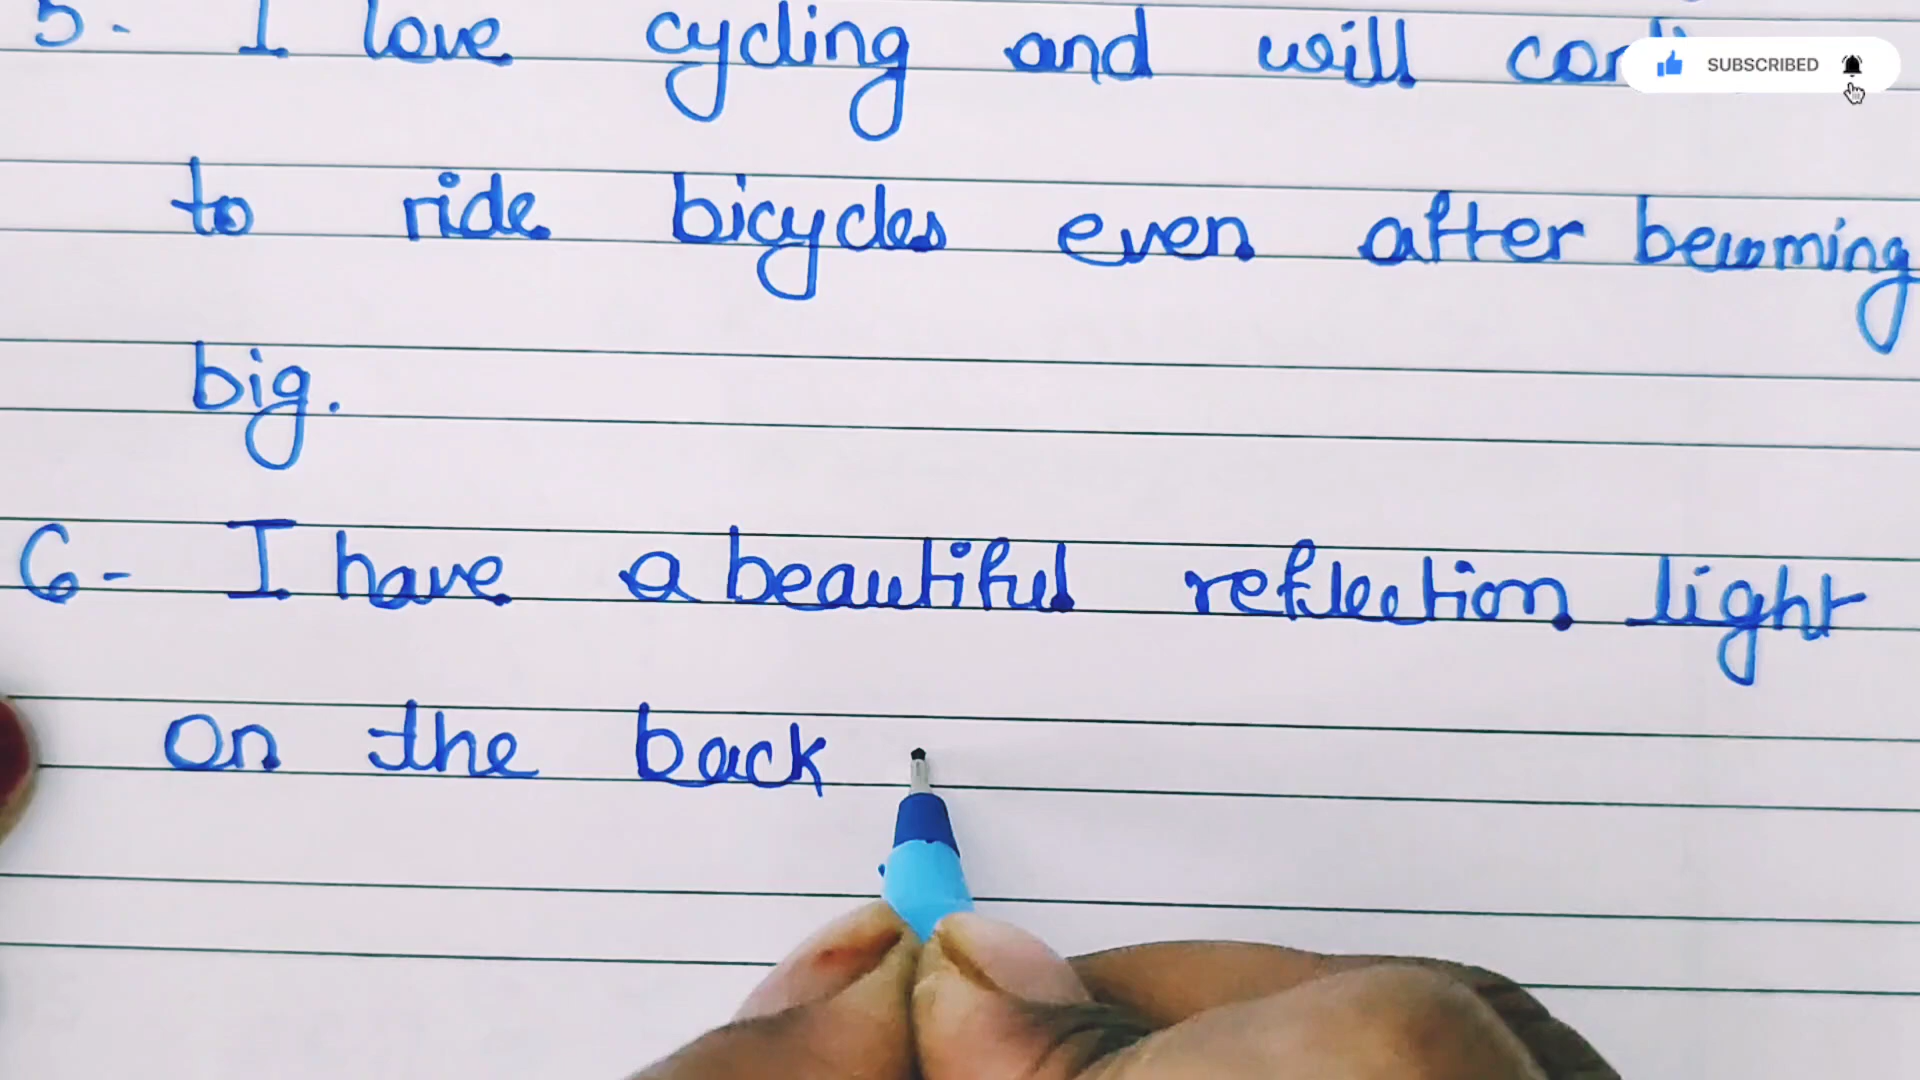 5. I love cycling and will
SUBSCRIBED
to ride bicycles even after becoming
big.
6- I have a beautiful reflection light
on the back